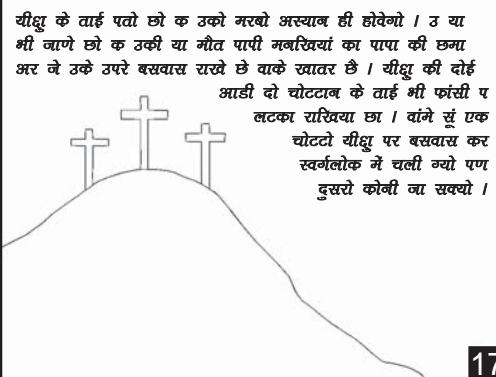 यीशु के ताई पतो छो क उको मरबो अस्यान ही होवेगो । उ या
भी जाणे छो क उकी या मौत पापी मनखियां का पापा की छमा
अर जे उके उपरे बसवास राखे छे वाके खातर छै । यीशु की दोई
आडी दो चोटटान के ताई भी फांसी प
लटका राखिया छा । वांमे सूं एक
चोटटो यीशु पर बसवास कर
स्वर्गलोक में चली ग्यो पण
दुसरो कोनी जा सक्यो ।
17